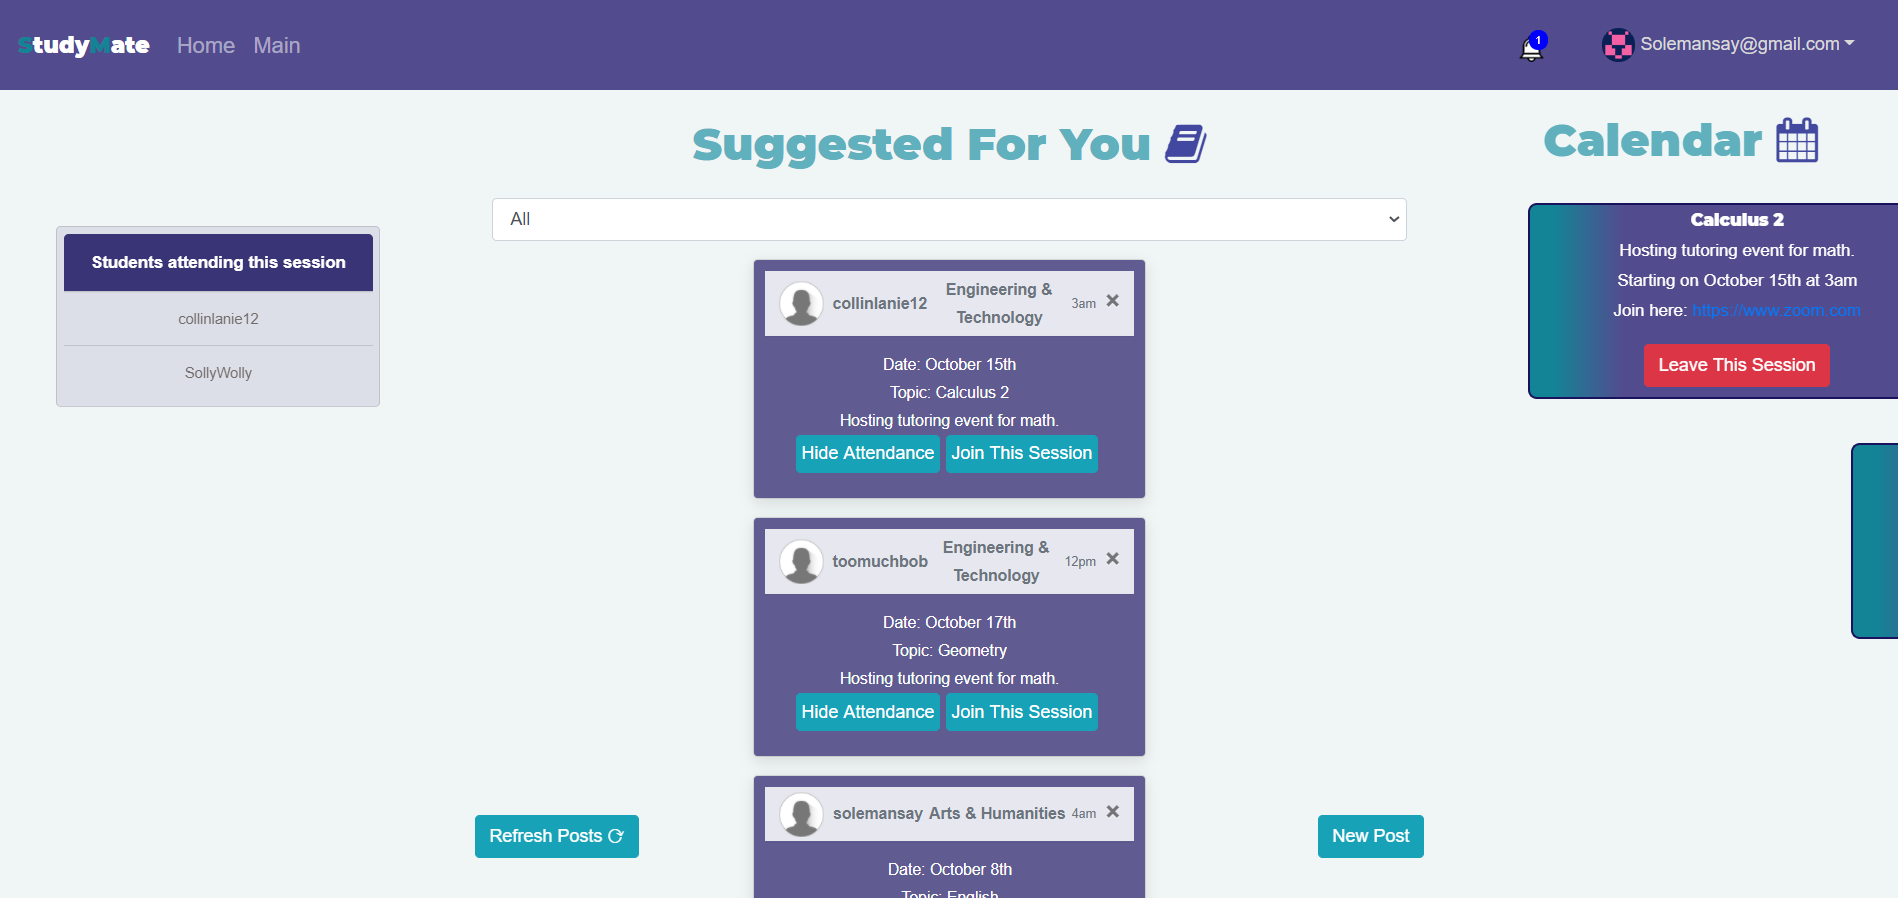 StudyMate Home Main
1
Solemansay@gmail.com
Suggested For You
Calendar
All
Students attending this session
collinlanie12
SollyWolly
collinlanie12
Engineering &
Technology
3am
Date: October 15th
Topic: Calculus 2
Hosting tutoring event for math.
Hide Attendance
Join This Session
toomuchbob
Engineering &
Technology
12pm
Date: October 17th
Topic: Geometry
Hosting tutoring event for math.
Hide Attendance
Join This Session
solemansay
Arts & Humanities
4am
Date: October 8th
Topic: English
Calculus 2
Hosting tutoring event for math.
Starting on October 15th at 3am
Join here: https://www.zoom.com
Leave This Session
Refresh Posts
New Post